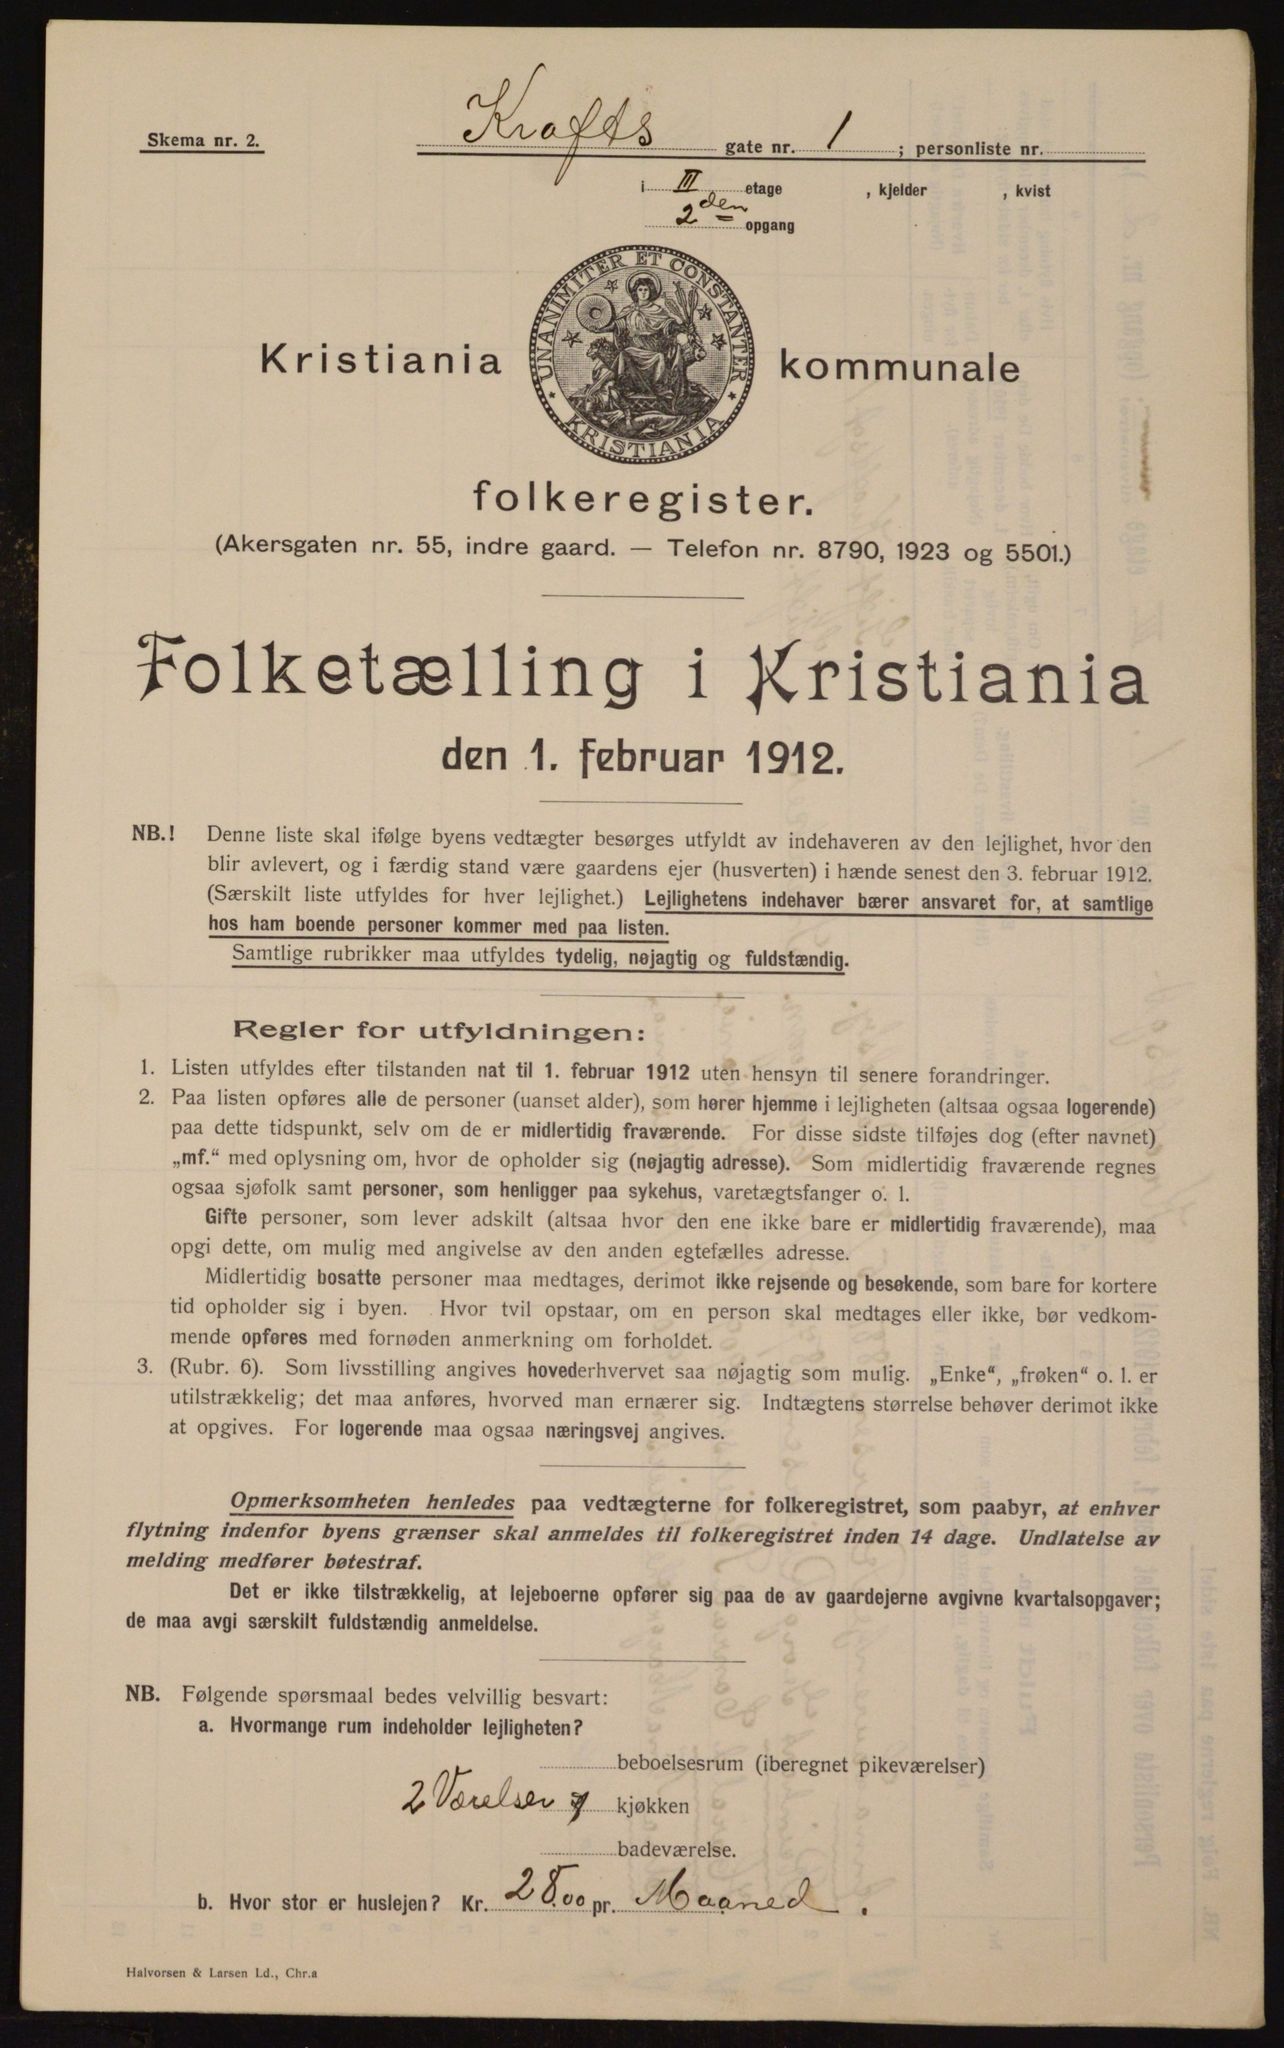 Skema nr. 2.
Krafts gate nr. 1 ; personliste nr.
i III etage , kjelder , kvist
2den opgang
UNANIMITER ET CONSTANTER
KRISTIANIA
Kristiania kommunale
folkeregister.
(Akersgaten nr. 55, indre gaard. — Telefon nr. 8790, 1923 og 5501.)
Folketælling i Kristiania
den 1. februar 1912.
NB.! Denne liste skal ifølge byens vedtægter besørges utfyldt av indehaveren av den lejlighet, hvor den
blir avlevert, og i færdig stand være gaardens ejer (husverten) i hænde senest den 3. februar 1912.
(Særskilt liste utfyldes for hver lejlighet.) Lejlighetens indehaver bærer ansvaret for, at samtlige
hos ham boende personer kommer med paa listen.
Samtlige rubrikker maa utfyldes tydelig, nøjagtig og fuldstændig.
Regler for utfyldningen:
1. Listen utfyldes efter tilstanden nat til 1. februar 1912 uten hensyn til senere forandringer.
2. Paa listen opføres alle de personer (uanset alder), som hører hjemme i lejligheten (altsaa ogsaa logerende)
paa dette tidspunkt, selv om de er midlertidig fraværende. For disse sidste tilføjes dog (efter navnet)
„mf.“ med oplysning om, hvor de opholder sig (nøjagtig adresse). Som midlertidig fraværende regnes
ogsaa sjøfolk samt personer, som henligger paa sykehus, varetægtsfanger o. l.
Gifte personer, som lever adskilt (altsaa hvor den ene ikke bare er midlertidig fraværende), maa
opgi dette, om mulig med angivelse av den anden egtefælles adresse.
Midlertidig bosatte personer maa medtages, derimot ikke rejsende og besøkende, som bare for kortere
tid opholder sig i byen. Hvor tvil opstaar, om en person skal medtages eller ikke, bør vedkom-
mende opføres med fornøden anmerkning om forholdet.
3. (Rubr. 6). Som livsstilling angives hovederhvervet saa nøjagtig som mulig. „Enke“, „frøken“ o. l. er
utilstrækkelig; det maa anføres, hvorved man ernærer sig. Indtægtens størrelse behøver derimot ikke
at opgives. For logerende maa ogsaa næringsvej angives.
Opmerksomheten henledes paa vedtægterne for folkeregistret, som paabyr, at enhver
flytning indenfor byens grænser skal anmeldes til folkeregistret inden 14 dage. Undlatelse av
melding medfører bøtestraf.
Det er ikke tilstrækkelig, at lejeboerne opfører sig paa de av gaardejerne avgivne kvartalsopgaver;
de maa avgi særskilt fuldstændig anmeldelse.
NB. Følgende spørsmaal bedes velvillig besvart:
a. Hvormange rum indeholder lejligheten?
beboelsesrum (iberegnet pikeværelser)
2 Værelser kjøkken
badeværelse.
b. Hvor stor er huslejen? Kr. 28.00 pr. Maaned.
Halvorsen & Larsen Ld., Chr.a